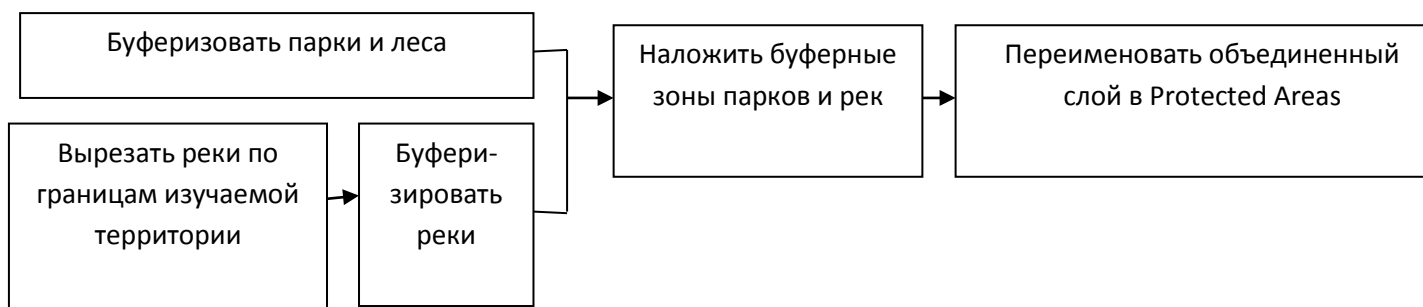 Буферизовать парки и леса
Вырезать реки по
границам изучаемой
территории
Буфери-
зировать
реки
Наложить буферные
зоны парков и рек
Переименовать объединенный
слой в Protected Areas